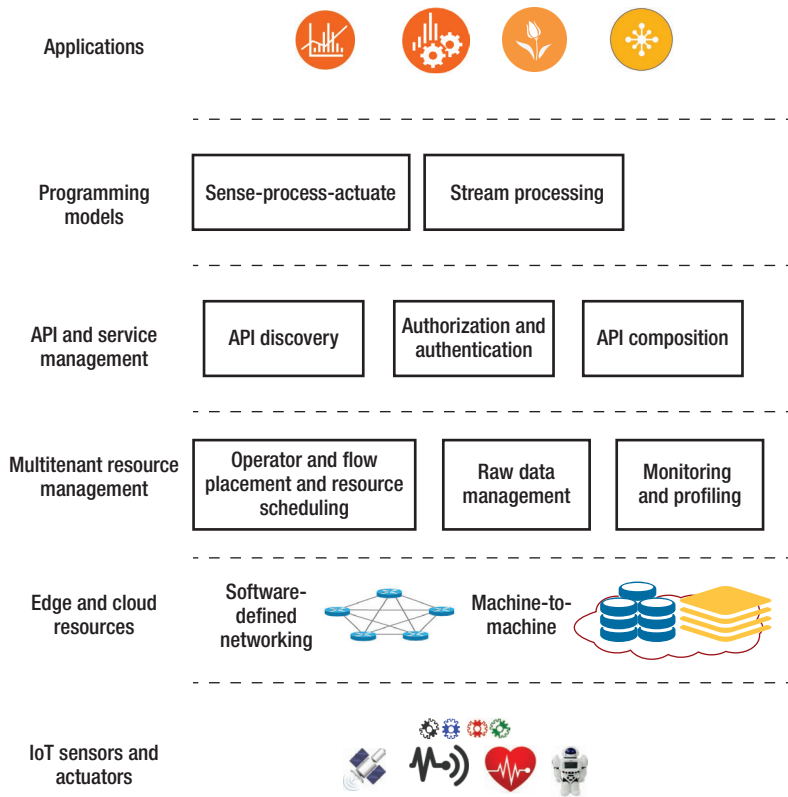 Applications
Programming
models
Sense-process-actuate
Stream processing
API and service
management
API discovery
Authorization and
authentication
API composition
Multitenant resource
management
Operator and flow
placement and resource
scheduling
Raw data
management
Monitoring
and profiling
Edge and cloud
resources
Software-
defined
networking
Machine-to-
machine
IoT sensors and
actuators